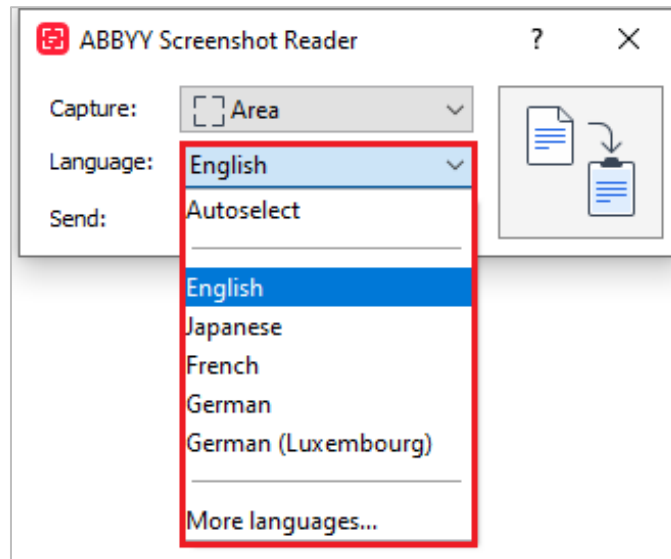 ABBYY Screenshot Reader ? ×
Capture: Area
Language: English
Send: Autoselect
English
Japanese
French
German
German (Luxembourg)
More languages...